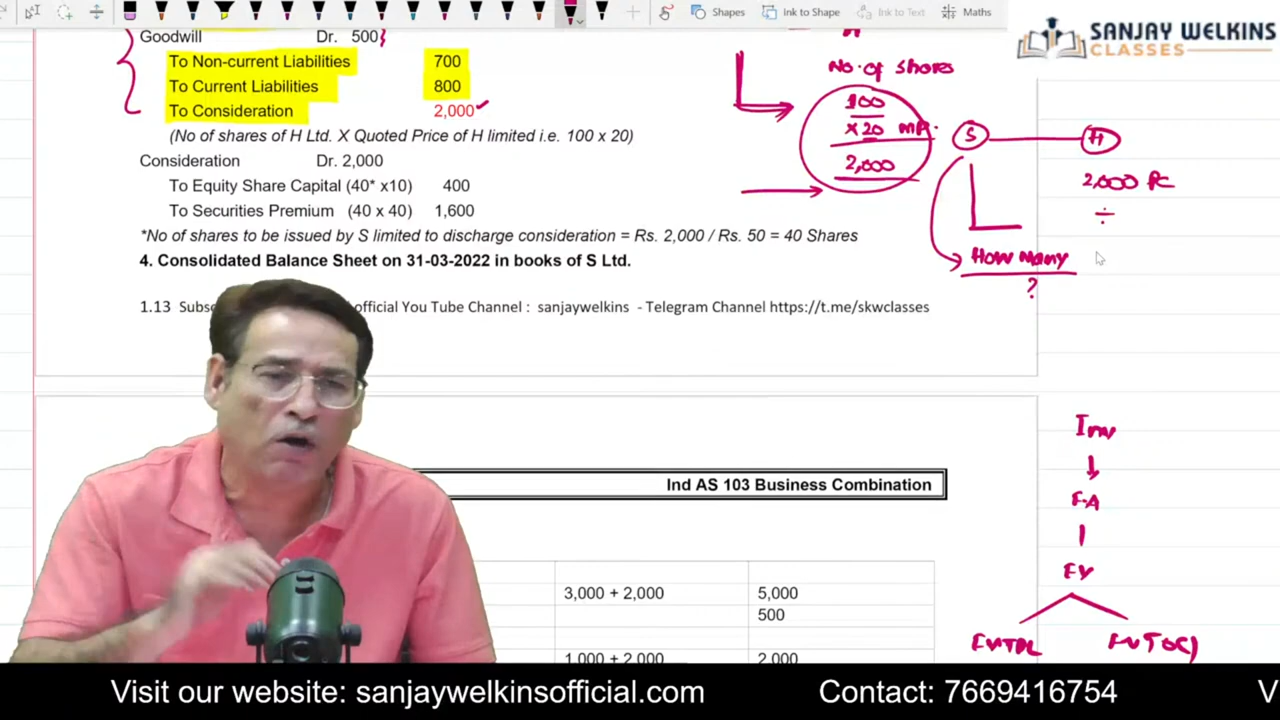 Shapes Ink to Shape Ink to Text Maths
SANJAY WELKINS
CLASSES
Goodwill Dr. 500
To Non-current Liabilities 700
To Current Liabilities 800
To Consideration 2,000
(No of shares of H Ltd. X Quoted Price of H limited i.e. 100 x 20)
Consideration Dr. 2,000
To Equity Share Capital (40* x10) 400
To Securities Premium (40 x 40) 1,600
*No of shares to be issued by S limited to discharge consideration = Rs. 2,000 / Rs. 50 = 40 Shares
4. Consolidated Balance Sheet on 31-03-2022 in books of S Ltd.
No. of shares
100
x 20 MP.
2,000
S H
2,000 PC
÷
How many
?
1.13 Subs official You Tube Channel : sanjaywelkins - Telegram Channel https://t.me/skwclasses
Inv
F.A
FV
FVTPL FVTOCI
Ind AS 103 Business Combination
3,000 + 2,000 5,000
500
1,000 + 2,000 2,000
Visit our website: sanjaywelkinsofficial.com Contact: 7669416754 V